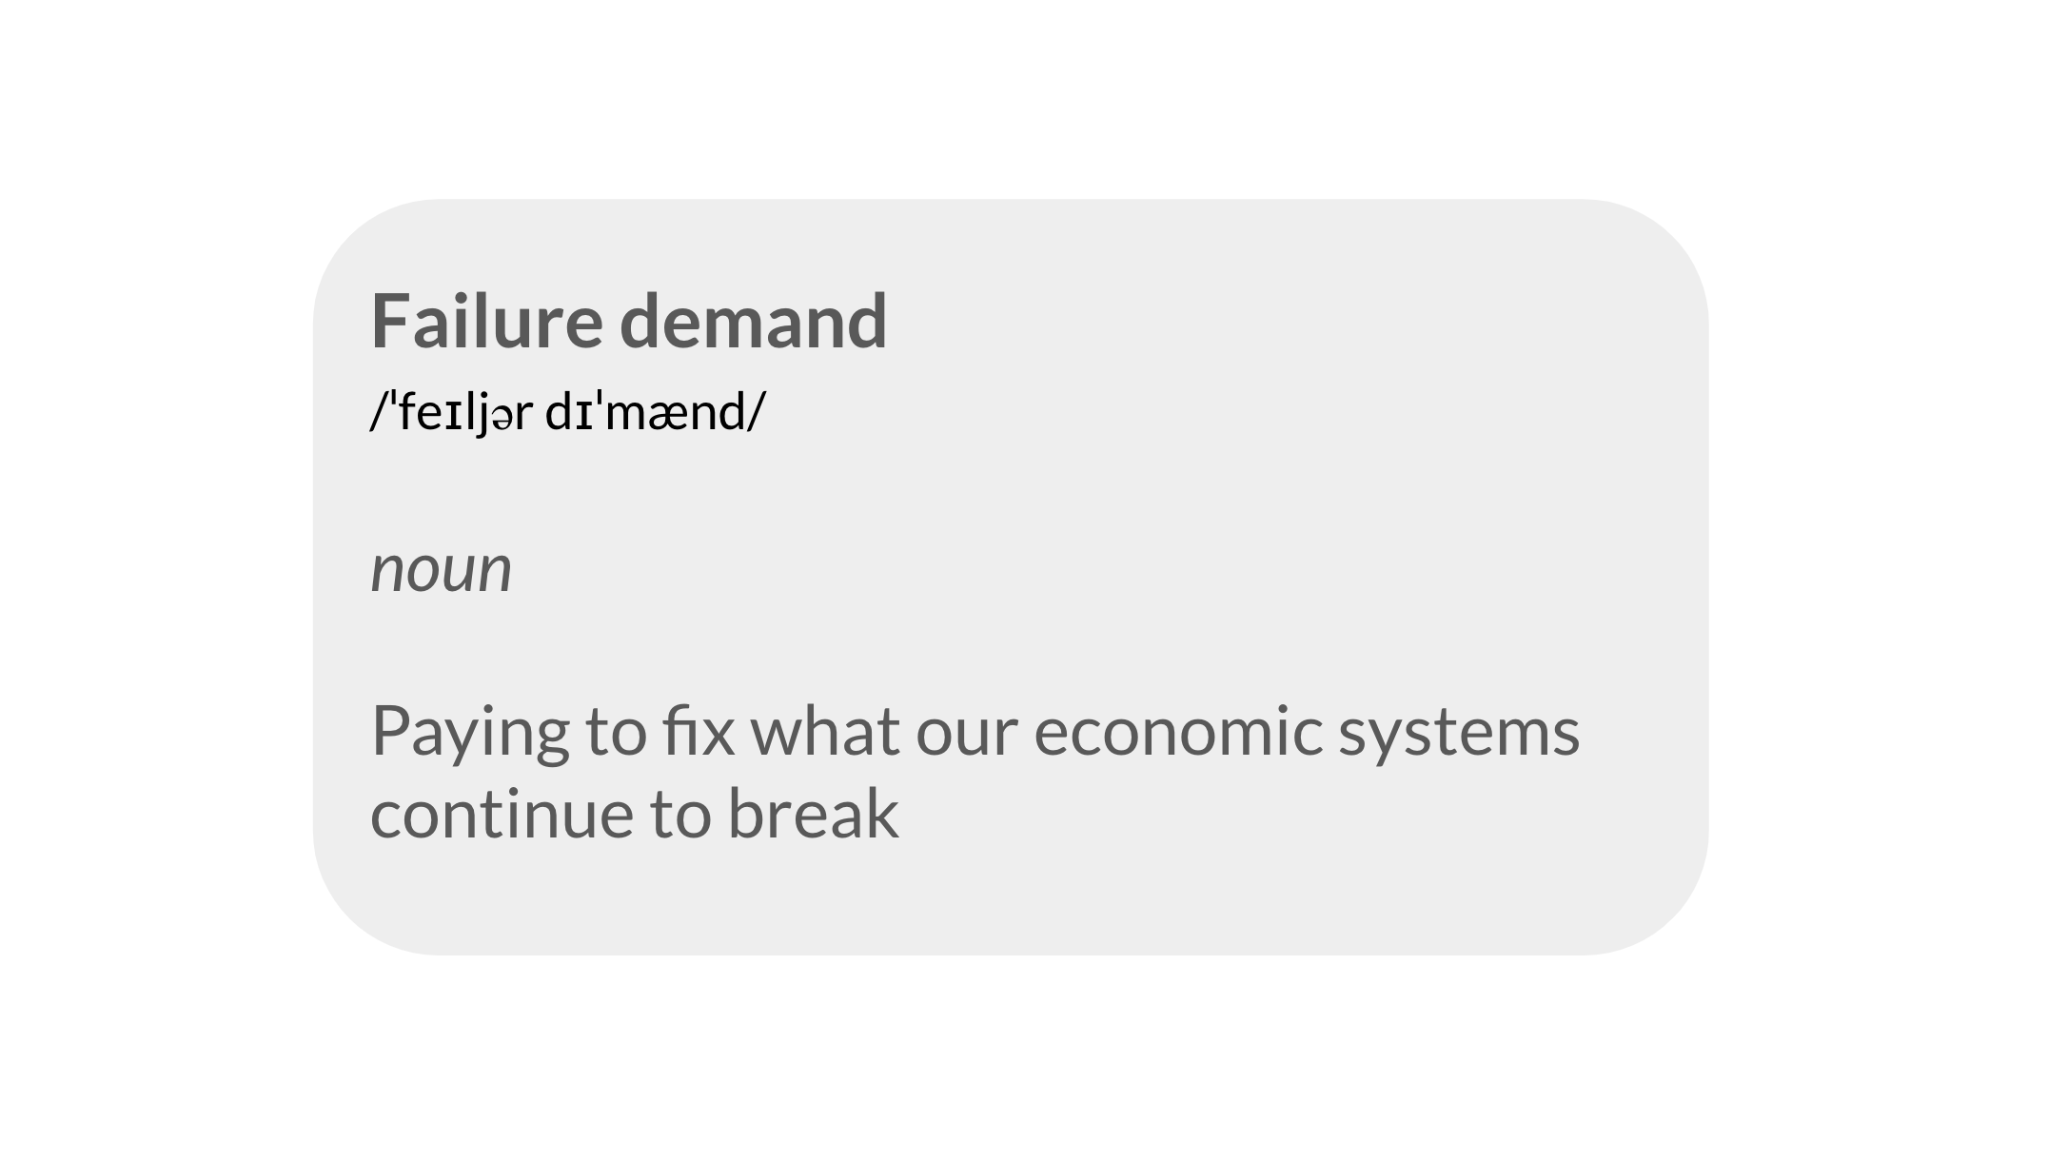 Failure demand
/ˈfeɪljər dɪˈmænd/
noun
Paying to fix what our economic systems
continue to break